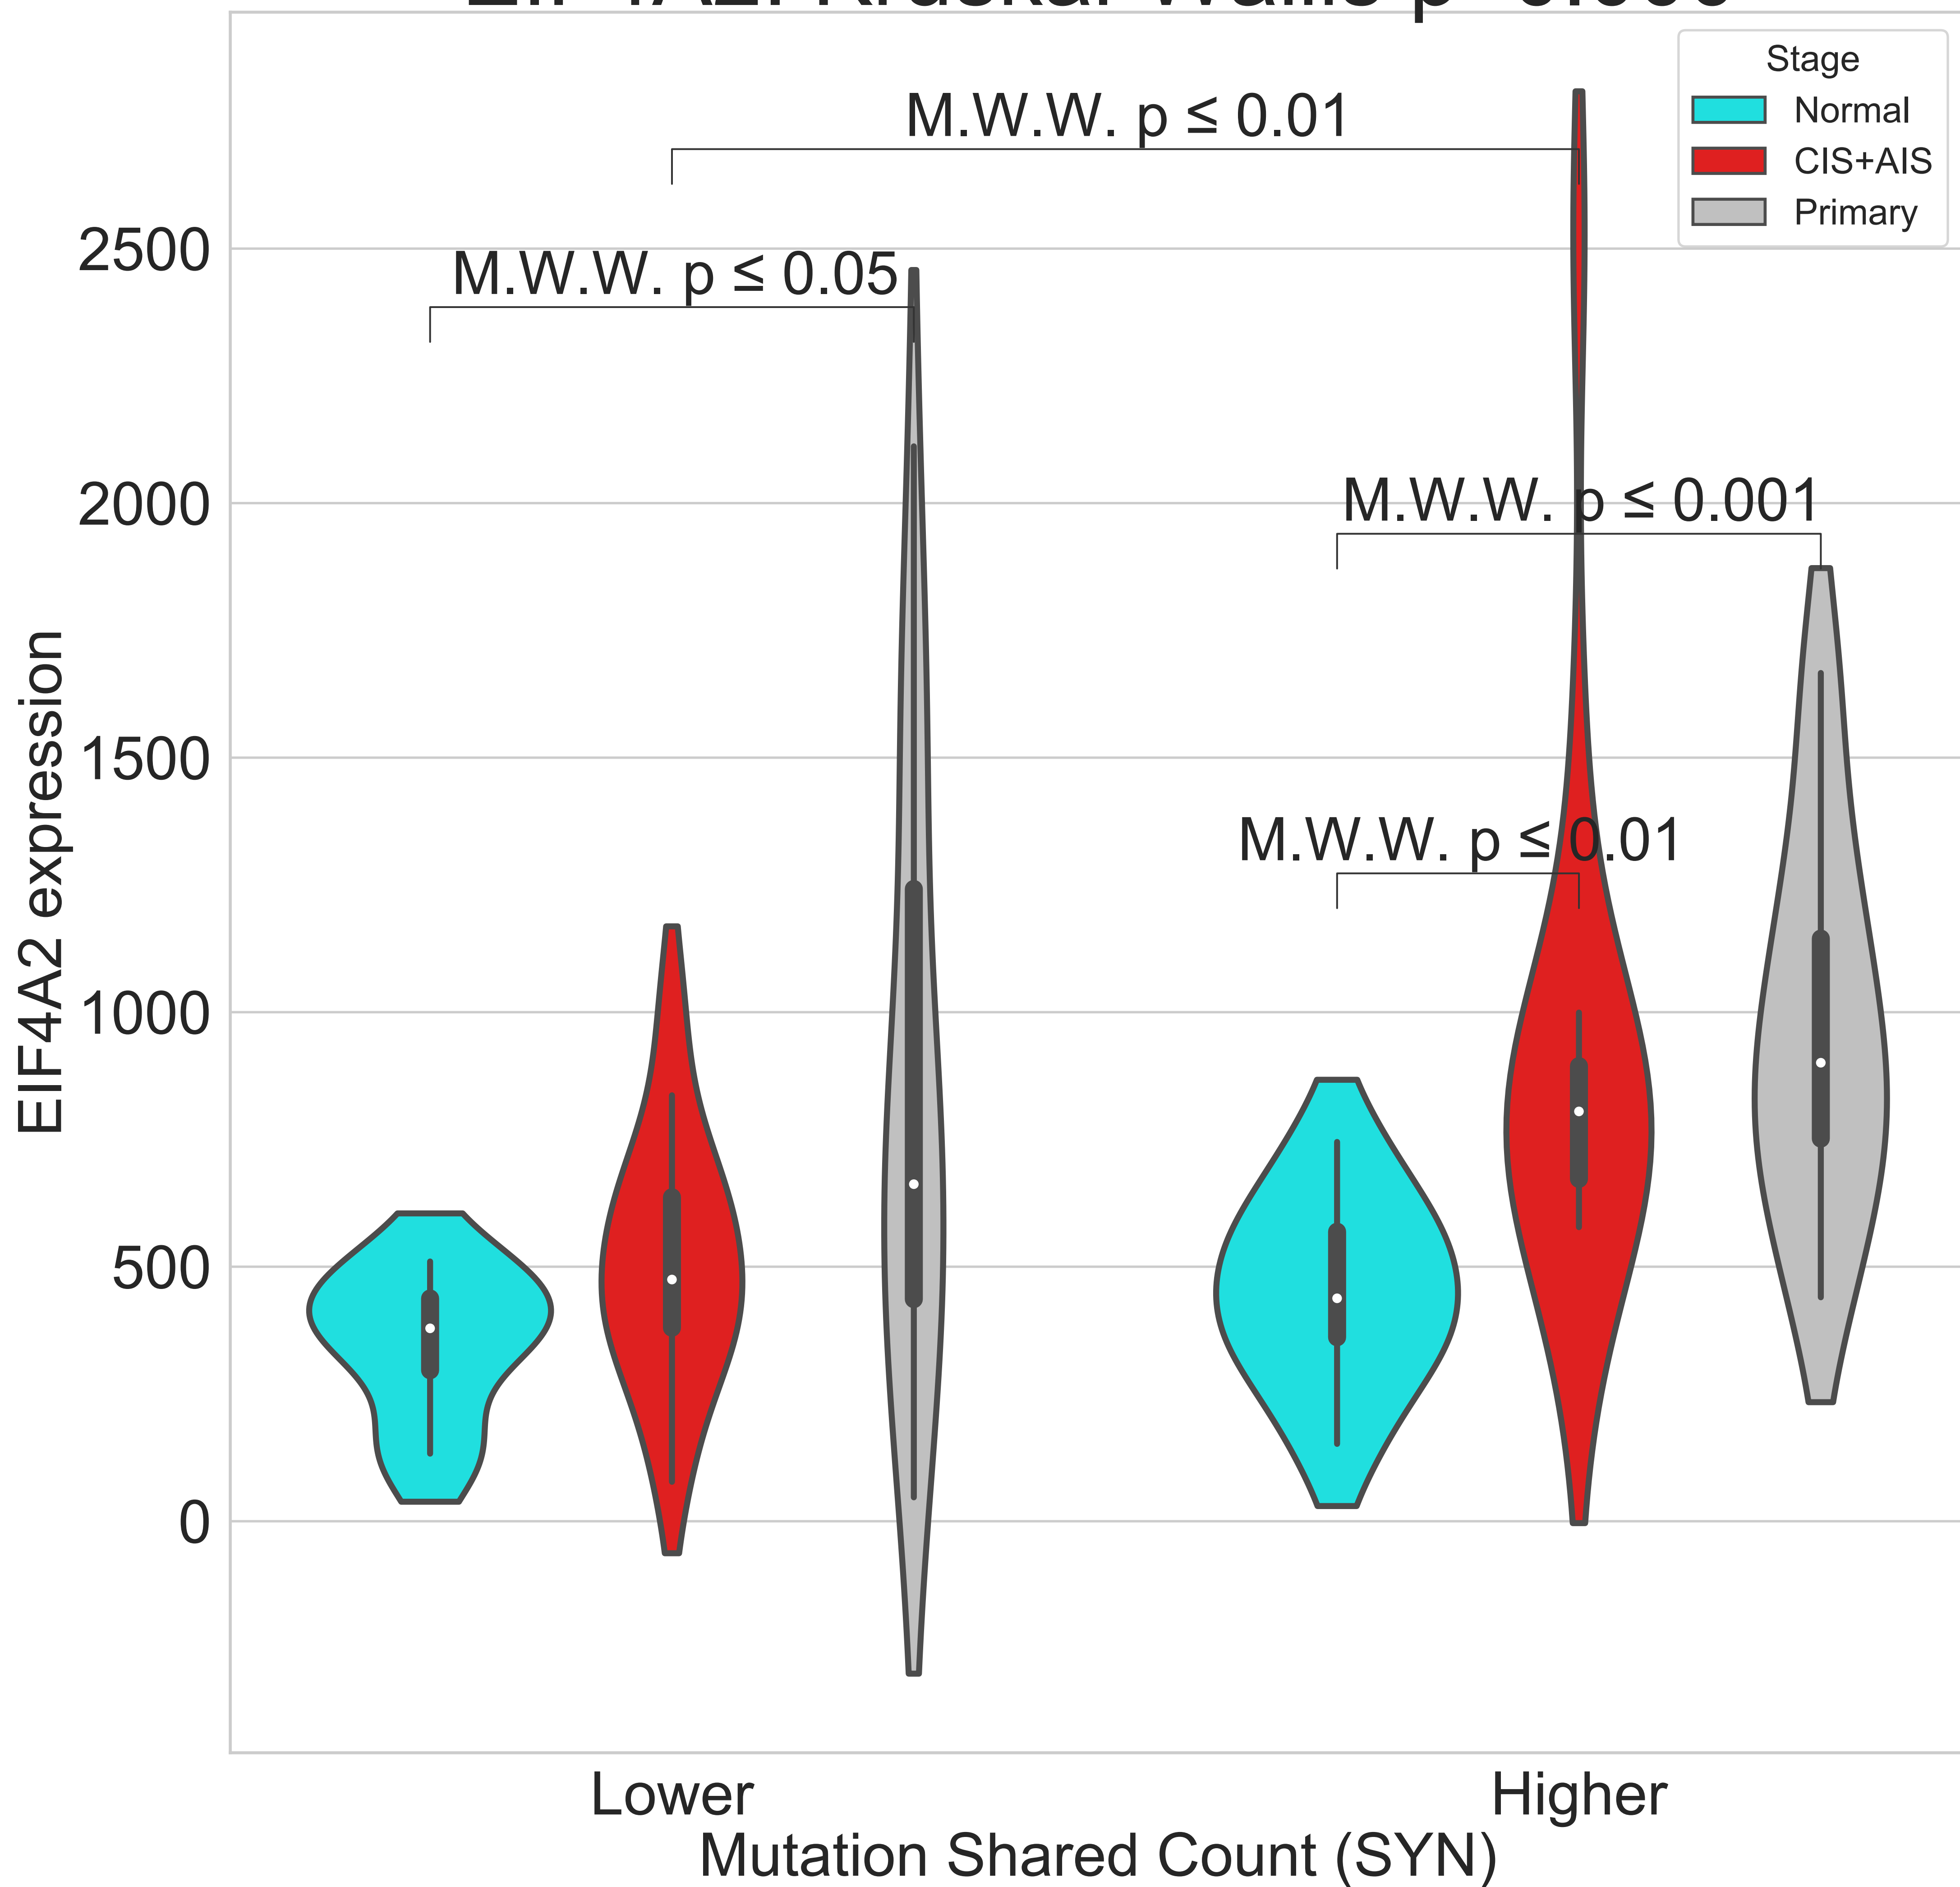 Stage
Normal
CIS+AIS
Primary
M.W.W. p ≤ 0.01
M.W.W. p ≤ 0.05
M.W.W. p ≤ 0.001
M.W.W. p ≤ 0.01
2500
2000
1500
1000
500
0
EIF4A2 expression
Lower
Higher
Mutation Shared Count (SYN)